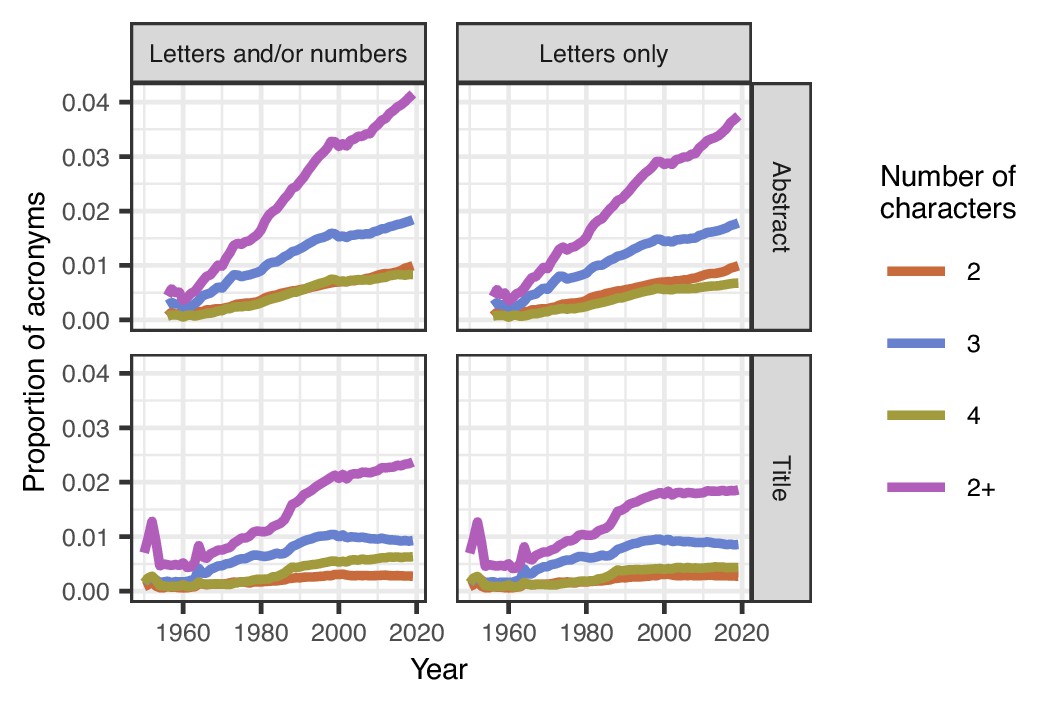 Letters and/or numbers
Letters only
0.04
0.03
0.02
0.01
0.00
Abstract
0.04
0.03
0.02
0.01
0.00
Title
Proportion of acronyms
1960 1980 2000 2020
1960 1980 2000 2020
Year
Number of
characters
2
3
4
2+